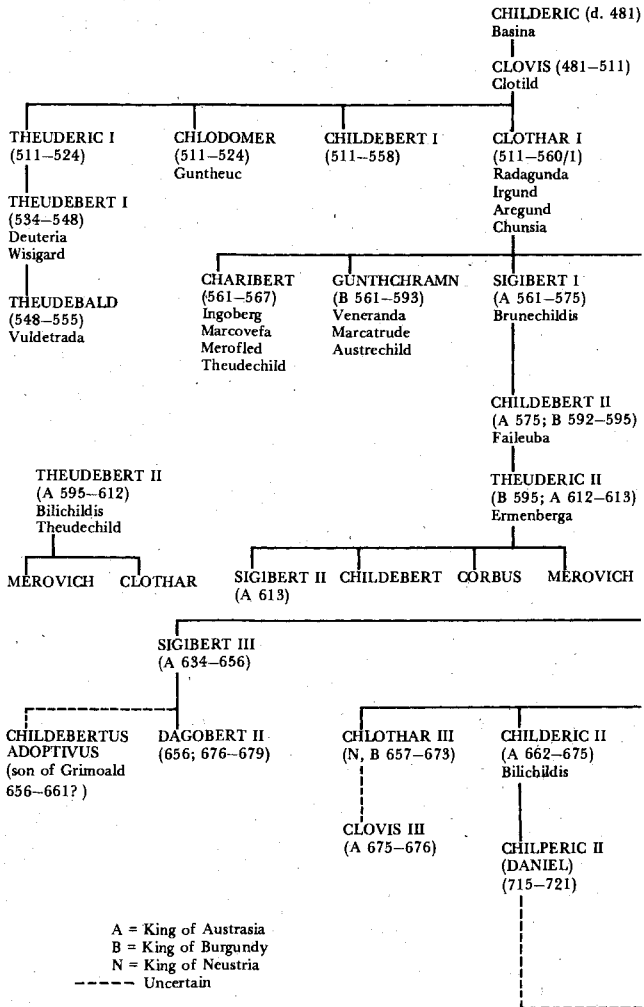 CHILDERIC (d. 481)
Basina
CLOVIS (481–511)
Clotild
THEUDERIC I
(511–524)
CHLODOMER
(511–524)
Guntheuc
CHILDEBERT I
(511–558)
CLOTHAR I
(511–560/1)
Radagunda
Irgund
Aregund
Chunsia
THEUDEBERT I
(534–548)
Deuteria
Wisigard
THEUDEBALD
(548–555)
Vuldetrada
CHARIBERT
(561–567)
Ingoberg
Marcovefa
Merofled
Theudechild
GUNTHCHRAMN
(B 561–593)
Veneranda
Marcatrude
Austrechild
SIGIBERT I
(A 561–575)
Brunechildis
CHILDEBERT II
(A 575; B 592–595)
Faileuba
THEUDEBERT II
(A 595–612)
Bilichildis
Theudechild
THEUDERIC II
(B 595; A 612–613)
Ermenberga
MEROVICH
CLOTHAR
SIGIBERT II
(A 613)
CHILDEBERT
CORBUS
MEROVICH
SIGIBERT III
(A 634–656)
CHILDEBERTUS
ADOPTIVUS
(son of Grimoald
656–661? )
DAGOBERT II
(656; 676–679)
CHLOTHAR III
(N, B 657–673)
CHILDERIC II
(A 662–675)
Bilichildis
CLOVIS III
(A 675–676)
CHILPERIC II
(DANIEL)
(715–721)
A = King of Austrasia
B = King of Burgundy
N = King of Neustria
------ Uncertain